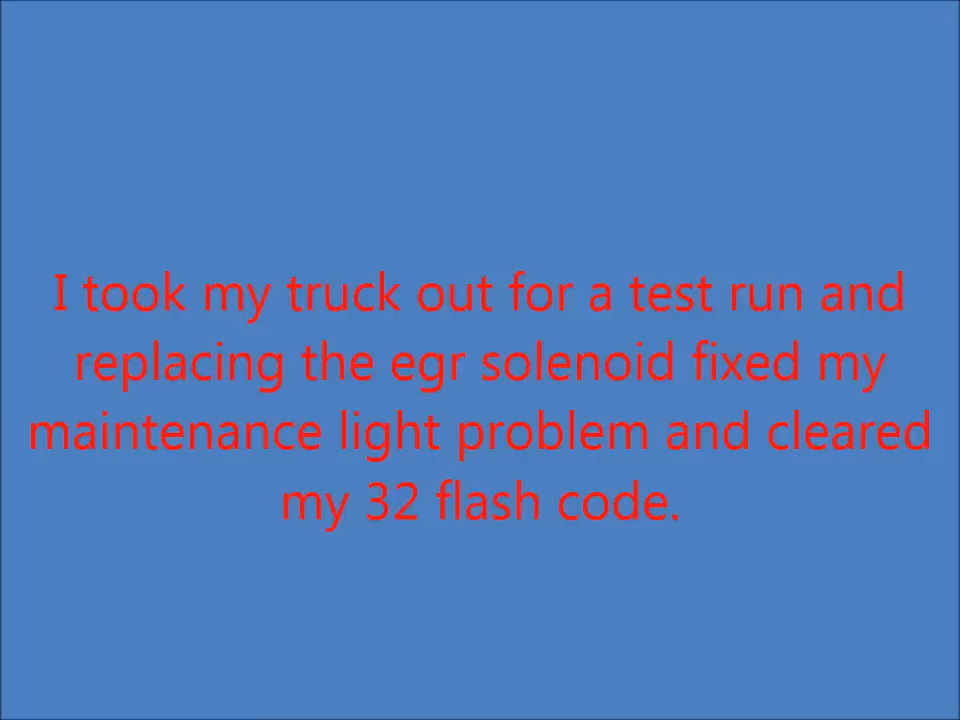 I took my truck out for a test run and
replacing the egr solenoid fixed my
maintenance light problem and cleared
my 32 flash code.